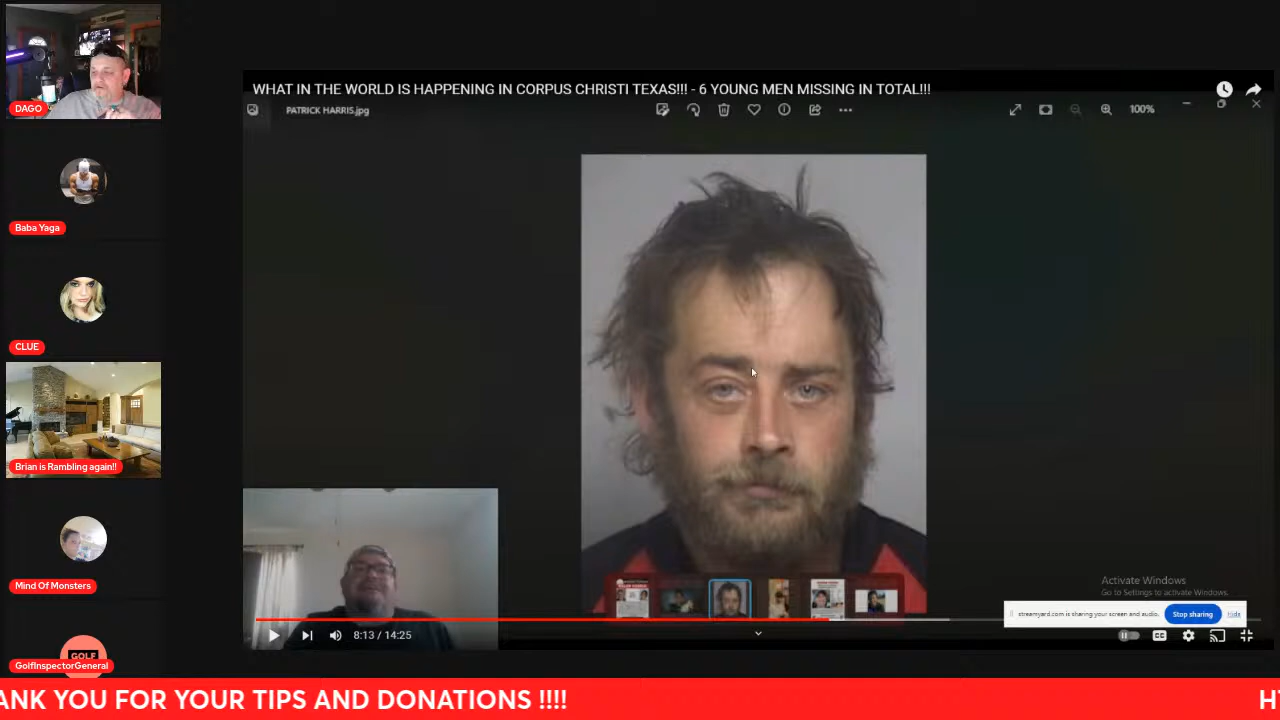 WHAT IN THE WORLD IS HAPPENING IN CORPUS CHRISTI TEXAS!!! - 6 YOUNG MEN MISSING IN TOTAL!!!
PATRICK HARRIS.jpg
100%
DAGO
Baba Yaga
CLUE
Brian is Rambling again!!
Mind Of Monsters
GOLF
GolfInspectorGeneral
Activate Windows
Go to Settings to activate Windows.
streamyard.com is sharing your screen and audio.
Stop sharing
Hide
8:13 / 14:25
CC
ANK YOU FOR YOUR TIPS AND DONATIONS !!!!